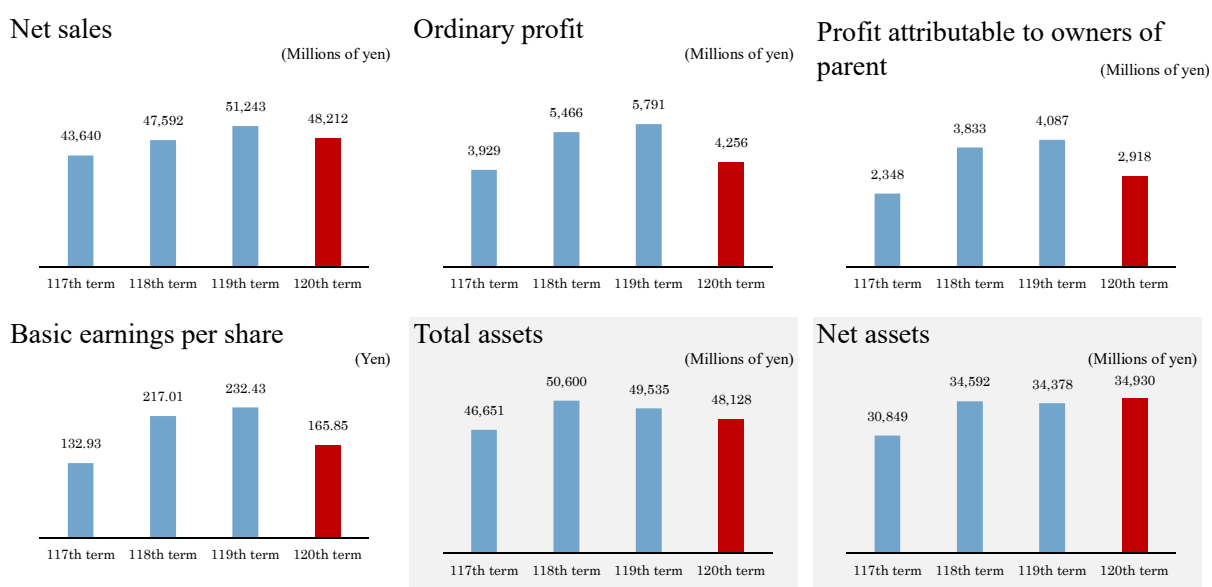 Net sales
(Millions of yen)
43,640
47,592
51,243
48,212
117th term 118th term 119th term 120th term
Ordinary profit
(Millions of yen)
3,929
5,466
5,791
4,256
117th term 118th term 119th term 120th term
Profit attributable to owners of
parent (Millions of yen)
2,348
3,833
4,087
2,918
117th term 118th term 119th term 120th term
Basic earnings per share
(Yen)
132.93
217.01
232.43
165.85
117th term 118th term 119th term 120th term
Total assets
(Millions of yen)
46,651
50,600
49,535
48,128
117th term 118th term 119th term 120th term
Net assets
(Millions of yen)
30,849
34,592
34,378
34,930
117th term 118th term 119th term 120th term